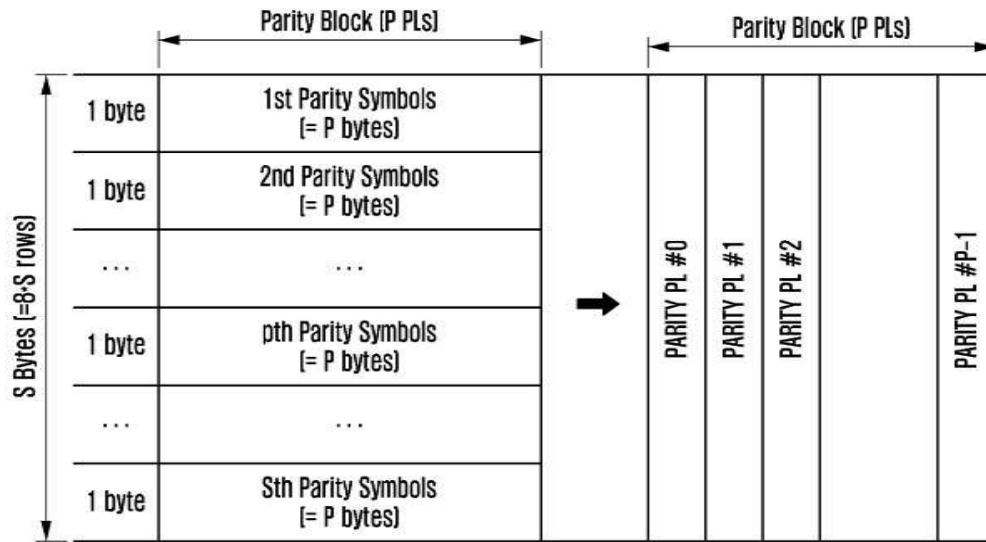 Parity Block (P PLs)
Parity Block (P PLs)
S Bytes (=8*S rows)
1 byte
1st Parity Symbols
(= P bytes)
1 byte
2nd Parity Symbols
(= P bytes)
...
...
1 byte
pth Parity Symbols
(= P bytes)
...
...
1 byte
Sth Parity Symbols
(= P bytes)
PARITY PL #0
PARITY PL #1
PARITY PL #2
PARITY PL #P-1